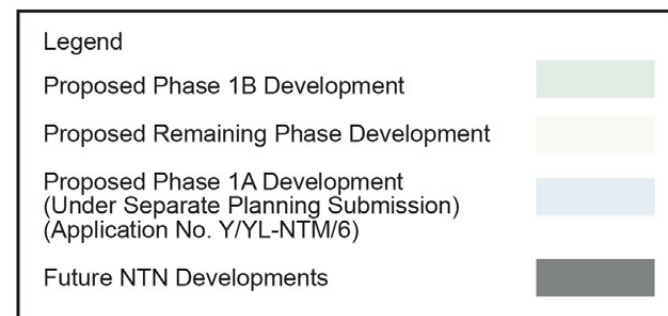 Legend
Proposed Phase 1B Development
Proposed Remaining Phase Development
Proposed Phase 1A Development
(Under Separate Planning Submission)
(Application No. Y/YL-NTM/6)
Future NTN Developments